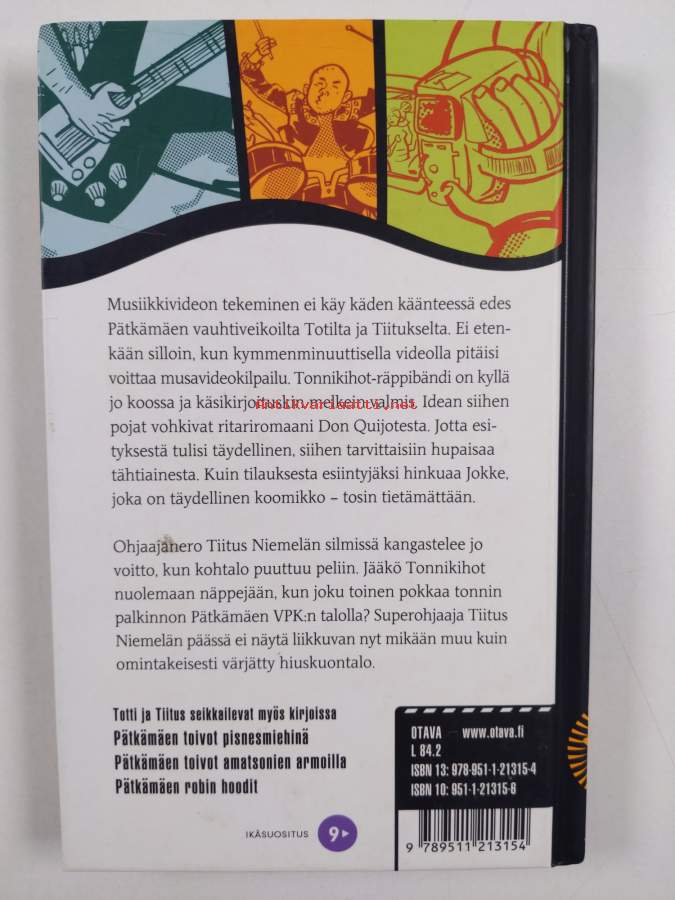 Musiikkivideon tekeminen ei käy käden käänteessä edes
Pätkämäen vauhtiveikoilta Totilta ja Tiitukselta. Ei eten-
kään silloin, kun kymmenminuuttisella videolla pitäisi
voittaa musavideokilpailu. Tonnikihot-räppibändi on kyllä
jo koossa ja käsikirjoituskin melkein valmis. Idean siihen
Antikvariaatti.net
pojat vohkivat ritariromaani Don Quijotesta. Jotta esi-
tyksestä tulisi täydellinen, siihen tarvittaisiin hupaisaa
tähtiainesta. Kuin tilauksesta esiintyjäksi hinkuaa Jokke,
joka on täydellinen koomikko – tosin tietämättään.
Ohjaajanero Tiitus Niemelän silmissä kangastelee jo
voitto, kun kohtalo puuttuu peliin. Jääkö Tonnikihot
nuolemaan näppejään, kun joku toinen pokkaa tonnin
palkinnon Pätkämäen VPK:n talolla? Superohjaaja Tiitus
Niemelän päässä ei näytä liikkuvan nyt mikään muu kuin
omintakeisesti värjätty hiuskuontalo.
Totti ja Tiitus seikkailevat myös kirjoissa
Pätkämäen toivot pisnesmiehinä
Pätkämäen toivot amatsonien armoilla
Pätkämäen robin hoodit
IKÄSUOSITUS 9
OTAVA www.otava.fi
L 84.2
ISBN 13: 978-951-1-21315-4
ISBN 10: 951-1-21315-8
9 789511 213154